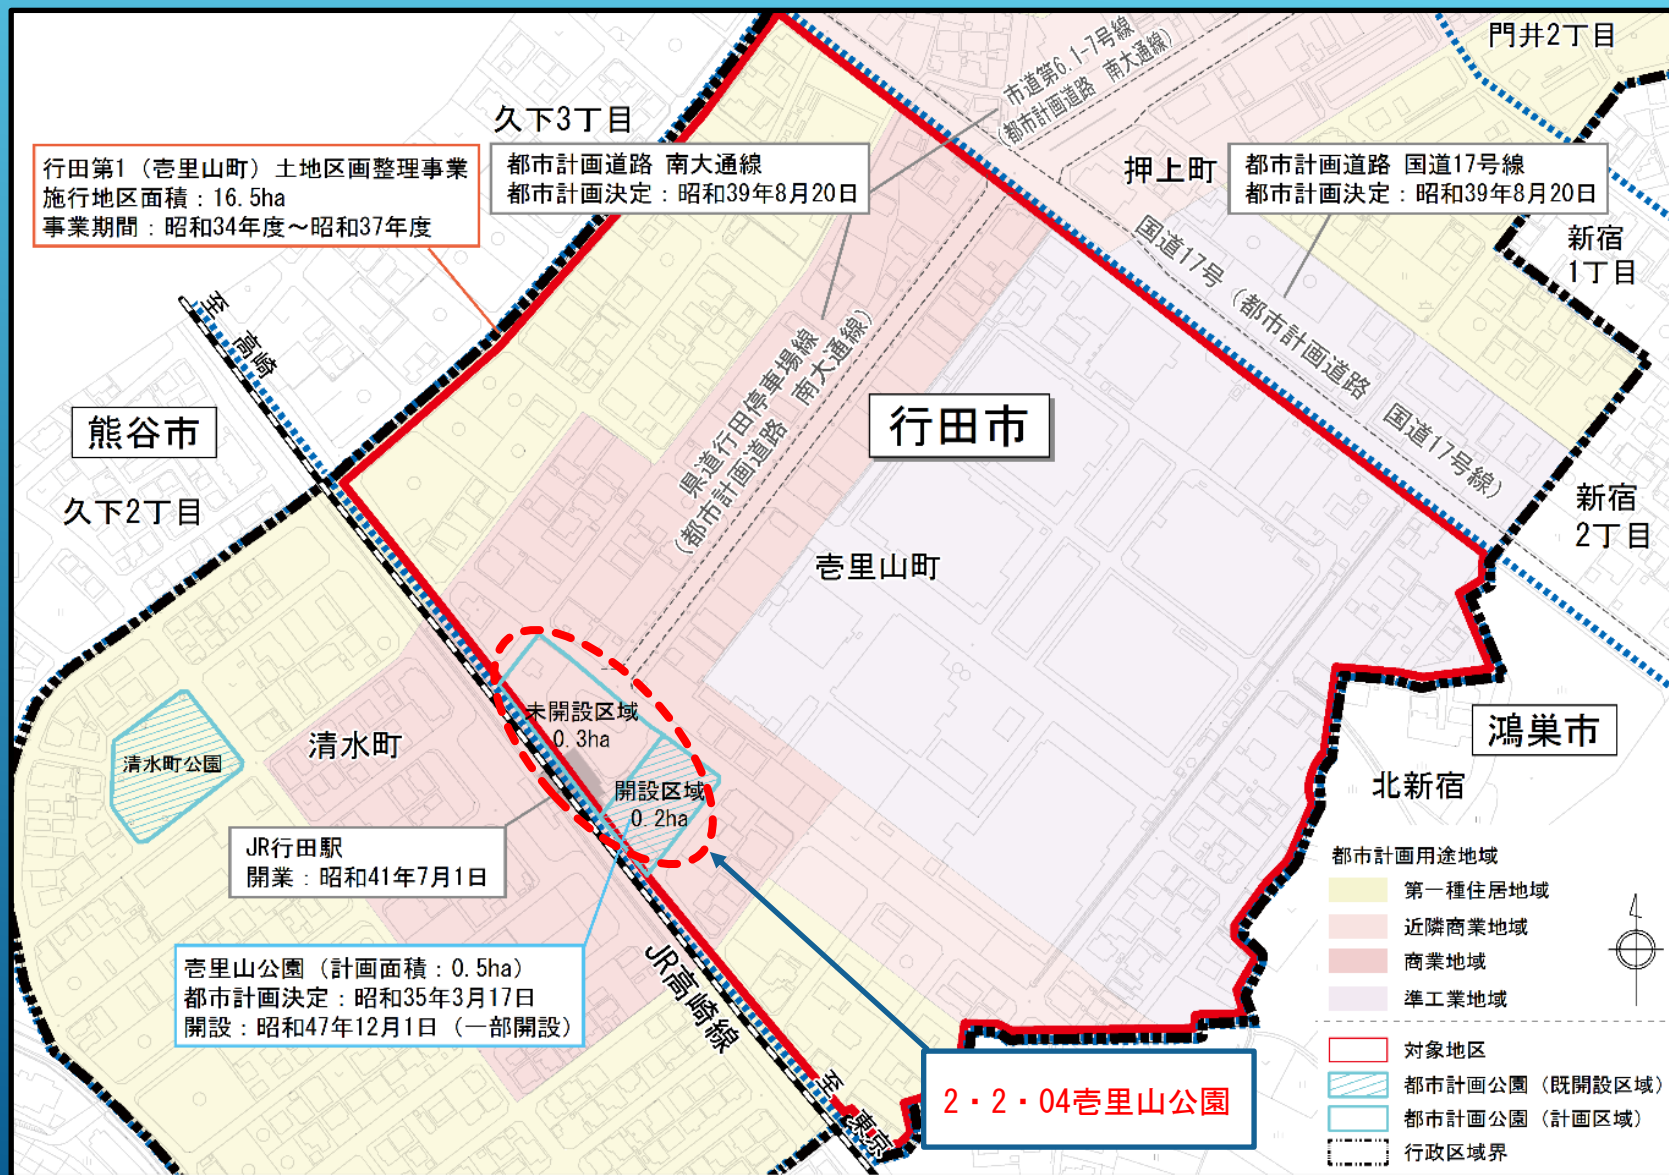 門井2丁目
市道第6.1-7号線
(都市計画道路 南大通線)
久下3丁目
行田第1（壱里山町）土地区画整理事業
施行地区面積：16.5ha
事業期間：昭和34年度～昭和37年度
都市計画道路 南大通線
都市計画決定：昭和39年8月20日
押上町
都市計画道路 国道17号線
都市計画決定：昭和39年8月20日
新宿
1丁目
国道17号（都市計画道路 国道17号線）
至 高崎
県道行田停車場線
(都市計画道路 南大通線)
熊谷市
行田市
久下2丁目
新宿
2丁目
壱里山町
未開設区域
0.3ha
清水町
清水町公園
開設区域
0.2ha
鴻巣市
北新宿
JR行田駅
開業：昭和41年7月1日
壱里山公園（計画面積：0.5ha）
都市計画決定：昭和35年3月17日
開設：昭和47年12月1日（一部開設）
JR高崎線
至 東京
2・2・04壱里山公園
都市計画用途地域
第一種住居地域
近隣商業地域
商業地域
準工業地域
対象地区
都市計画公園（既開設区域）
都市計画公園（計画区域）
行政区域界